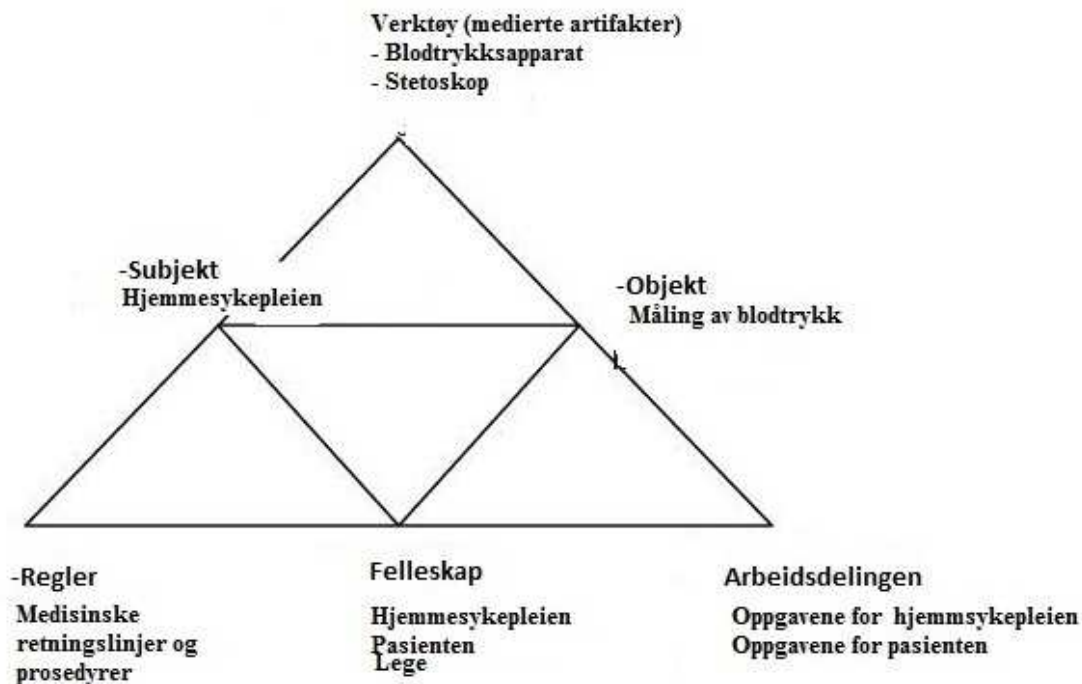 Verktøy (medierte artifakter)
- Blodtrykksapparat
- Stetoskop
-Subjekt
Hjemmesykepleien
-Objekt
Måling av blodtrykk
-Regler
Medisinske
retningslinjer og
prosedyrer
Felleskap
Hjemmesykepleien
Pasienten
Lege
Arbeidsdelingen
Oppgavene for hjemmsykepleien
Oppgavene for pasienten